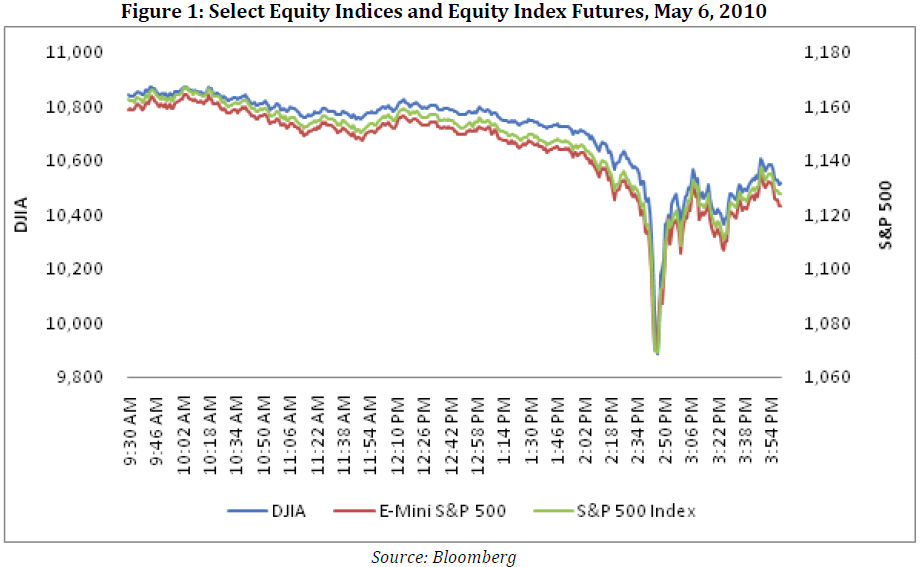 Figure 1: Select Equity Indices and Equity Index Futures, May 6, 2010
11,000
10,800
10,600
10,400
10,200
10,000
9,800
DJIA
1,180
1,160
1,140
1,120
1,100
1,080
1,060
S&P 500
9:30 AM
9:46 AM
10:02 AM
10:18 AM
10:34 AM
10:50 AM
11:06 AM
11:22 AM
11:38 AM
11:54 AM
12:10 PM
12:26 PM
12:42 PM
12:58 PM
1:14 PM
1:30 PM
1:46 PM
2:02 PM
2:18 PM
2:34 PM
2:50 PM
3:06 PM
3:22 PM
3:38 PM
3:54 PM
DJIA E-Mini S&P 500 S&P 500 Index
Source: Bloomberg